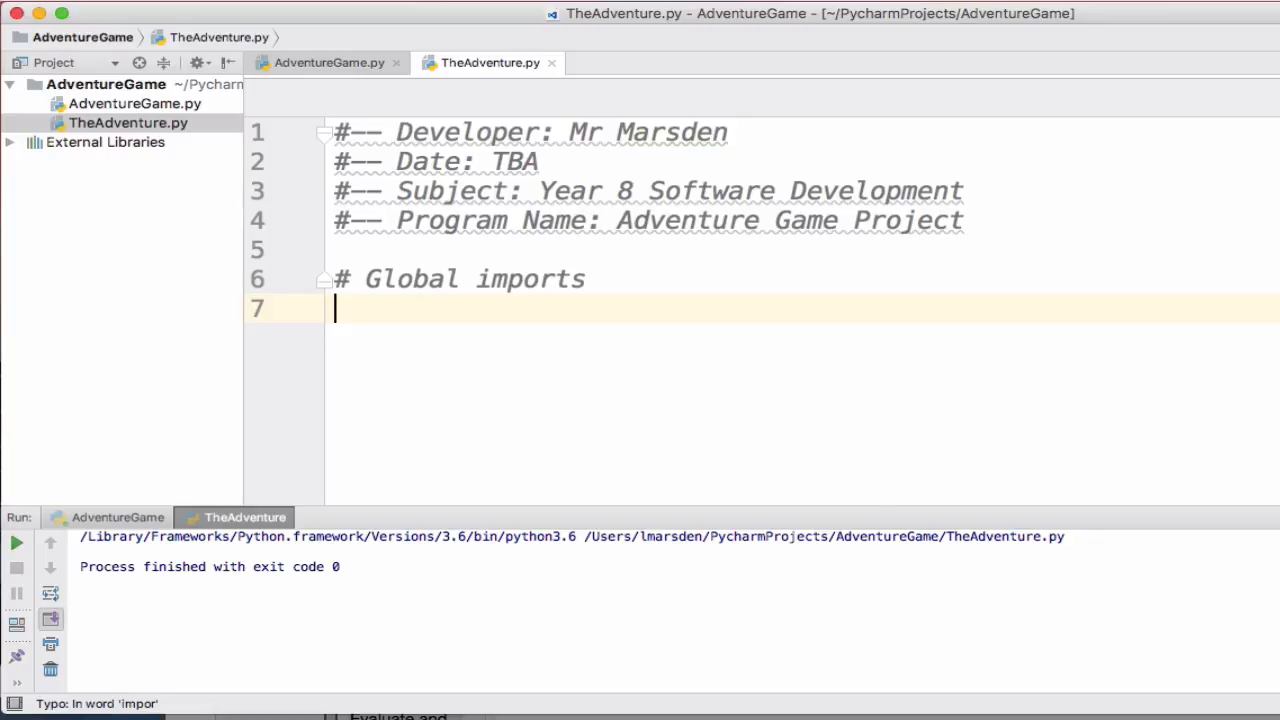 TheAdventure.py - AdventureGame - [~/PycharmProjects/AdventureGame]
AdventureGame TheAdventure.py
Project AdventureGame.py TheAdventure.py
AdventureGame ~/Pycharm
AdventureGame.py
TheAdventure.py
External Libraries
1 #-- Developer: Mr Marsden
2 #-- Date: TBA
3 #-- Subject: Year 8 Software Development
4 #-- Program Name: Adventure Game Project
5
6 # Global imports
7
Run: AdventureGame TheAdventure
/Library/Frameworks/Python.framework/Versions/3.6/bin/python3.6 /Users/lmarsden/PycharmProjects/AdventureGame/TheAdventure.py
Process finished with exit code 0
Typo: In word 'impor'
Evaluate and